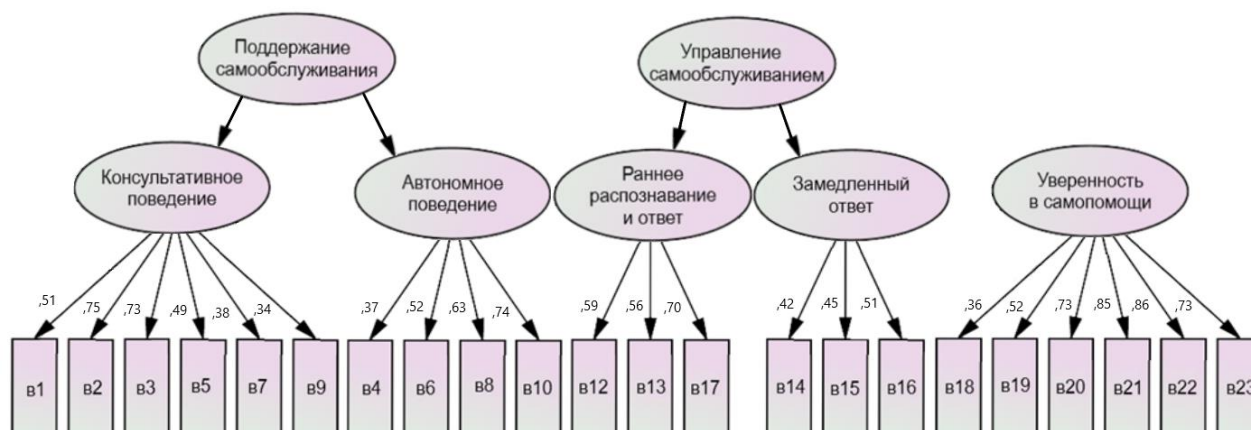 Поддержание
самообслуживания
Управление
самообслуживанием
Консультативное
поведение
Автономное
поведение
Раннее
распознавание
и ответ
Замедленный
ответ
Уверенность
в самопомощи
,51 ,75 ,73 ,49 ,38 ,34 ,37 ,52 ,63 ,74 ,59 ,56 ,70 ,42 ,45 ,51 ,36 ,52 ,73 ,85 ,86 ,73
в1 в2 в3 в5 в7 в9 в4 в6 в8 в10 в12 в13 в17 в14 в15 в16 в18 в19 в20 в21 в22 в23